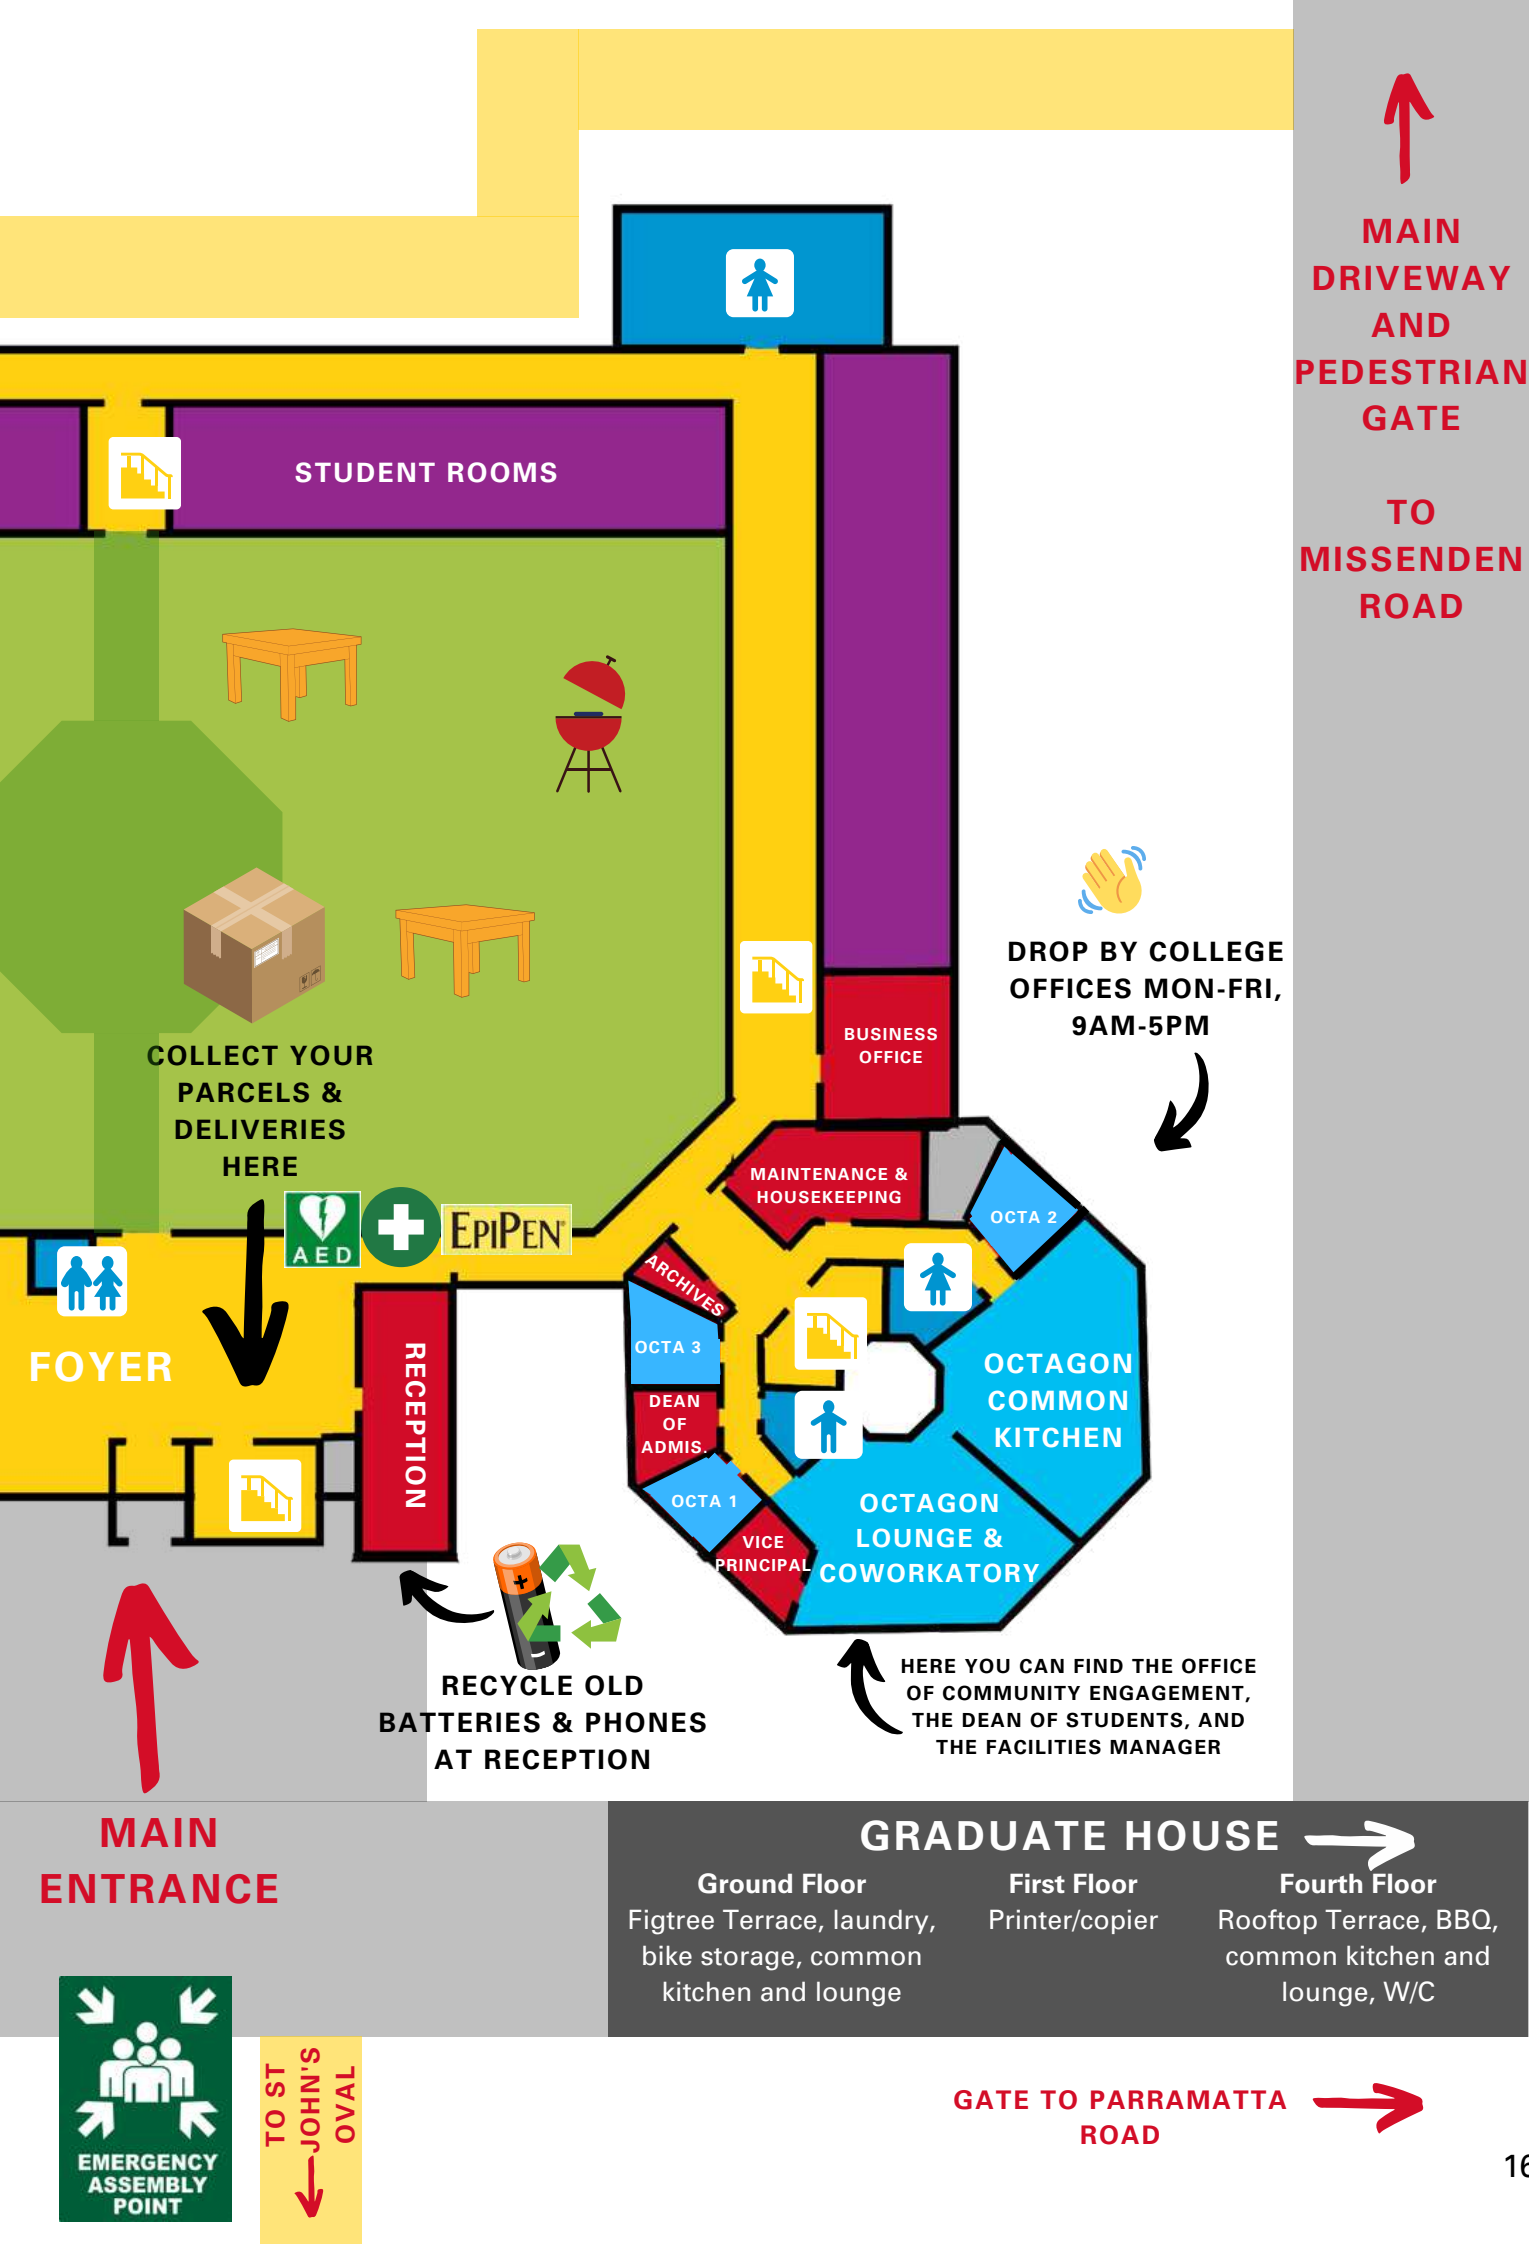 MAIN
DRIVEWAY
AND
PEDESTRIAN
GATE
TO
MISSENDEN
ROAD
STUDENT ROOMS
DROP BY COLLEGE
OFFICES MON-FRI,
9AM-5PM
BUSINESS
OFFICE
COLLECT YOUR
PARCELS &
DELIVERIES
HERE
MAINTENANCE &
HOUSEKEEPING
OCTA 2
AED
EPIPEN®
ARCHIVES
OCTA 3
FOYER
RECEPTION
DEAN
OF
ADMIS.
OCTAGON
COMMON
KITCHEN
OCTA 1
OCTAGON
LOUNGE &
COWORKATORY
VICE
PRINCIPAL
RECYCLE OLD
BATTERIES & PHONES
AT RECEPTION
HERE YOU CAN FIND THE OFFICE
OF COMMUNITY ENGAGEMENT,
THE DEAN OF STUDENTS, AND
THE FACILITIES MANAGER
MAIN
ENTRANCE
GRADUATE HOUSE
Ground Floor
Figtree Terrace, laundry,
bike storage, common
kitchen and lounge
First Floor
Printer/copier
Fourth Floor
Rooftop Terrace, BBQ,
common kitchen and
lounge, W/C
EMERGENCY
ASSEMBLY
POINT
TO ST
JOHN'S
OVAL
GATE TO PARRAMATTA
ROAD
16